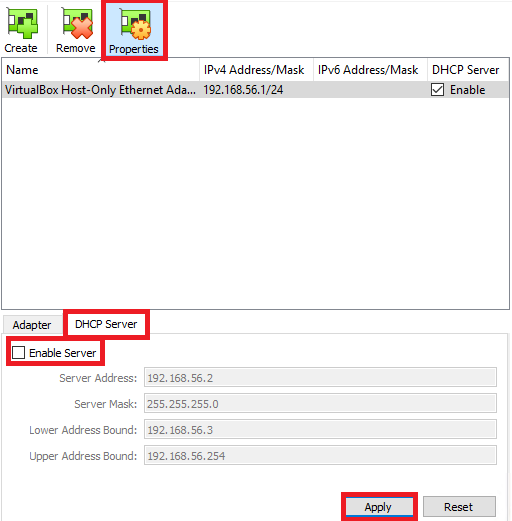 Create Remove Properties
Name IPv4 Address/Mask IPv6 Address/Mask DHCP Server
VirtualBox Host-Only Ethernet Ada... 192.168.56.1/24 Enable
Adapter DHCP Server
Enable Server
Server Address: 192.168.56.2
Server Mask: 255.255.255.0
Lower Address Bound: 192.168.56.3
Upper Address Bound: 192.168.56.254
Apply Reset